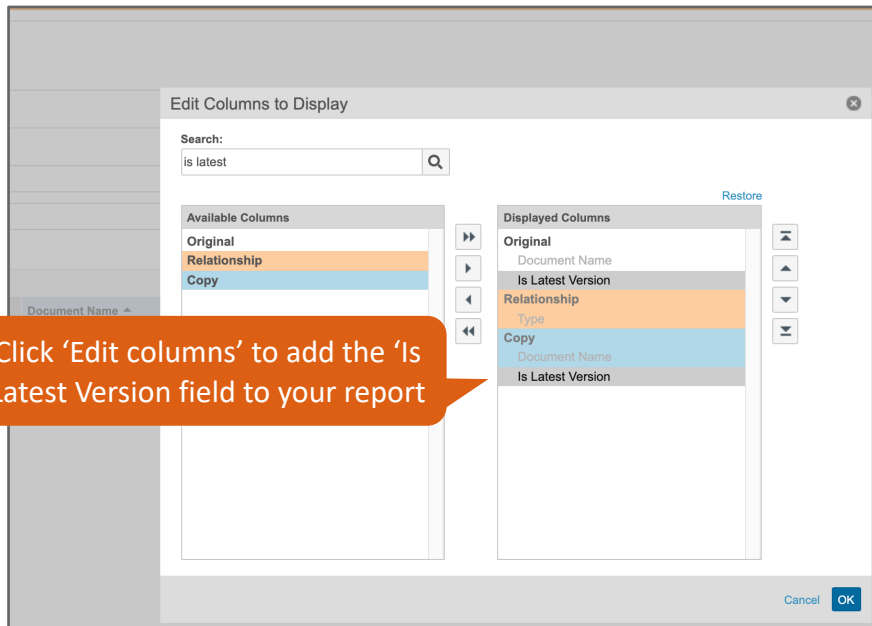 Edit Columns to Display
Search:
is latest
Restore
Available Columns
Original
Relationship
Copy
Displayed Columns
Original
Document Name
Is Latest Version
Relationship
Type
Copy
Document Name
Is Latest Version
Document Name
Click ‘Edit columns’ to add the ‘Is
Latest Version field to your report
Cancel
OK